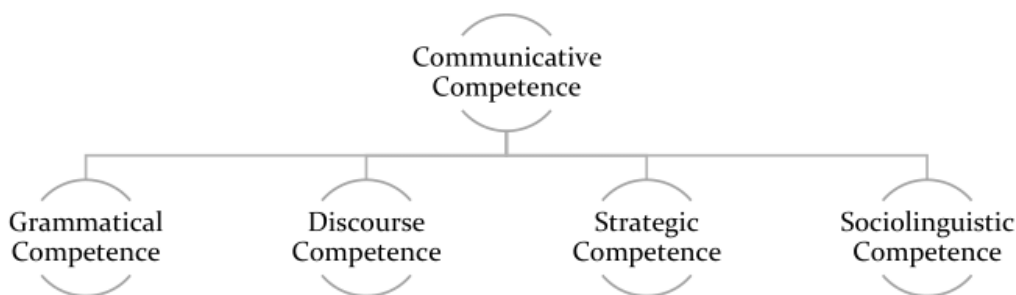 Communicative
Competence
Grammatical
Competence
Discourse
Competence
Strategic
Competence
Sociolinguistic
Competence